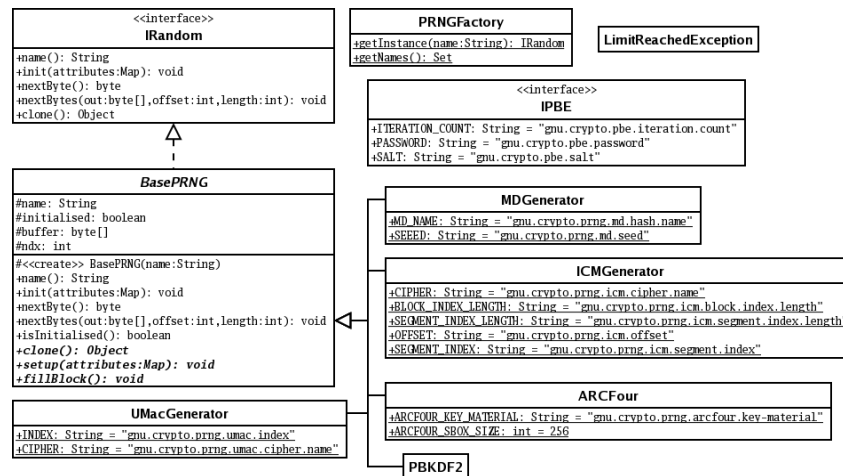 <<interface>>
IRandom
+name(): String
+init(attributes:Map): void
+nextByte(): byte
+nextBytes(out:byte[],offset:int,length:int): void
+clone(): Object
PRNGFactory
+getInstance(name:String): IRandom
+getNames(): Set
LimitReachedException
<<interface>>
IPBE
+ITERATION_COUNT: String = "gnu.crypto.pbe.iteration.count"
+PASSWORD: String = "gnu.crypto.pbe.password"
+SALT: String = "gnu.crypto.pbe.salt"
BasePRNG
#name: String
#initialised: boolean
#buffer: byte[]
#ndx: int
#<<create>> BasePRNG(name:String)
+name(): String
+init(attributes:Map): void
+nextByte(): byte
+nextBytes(out:byte[],offset:int,length:int): void
+isInitialised(): boolean
+clone(): Object
+setup(attributes:Map): void
+fillBlock(): void
MDGenerator
+MD_NAME: String = "gnu.crypto.prng.md.hash.name"
+SEEED: String = "gnu.crypto.prng.md.seed"
ICMGenerator
+CIPHER: String = "gnu.crypto.prng.icm.cipher.name"
+BLOCK_INDEX_LENGTH: String = "gnu.crypto.prng.icm.block.index.length"
+SEGMENT_INDEX_LENGTH: String = "gnu.crypto.prng.icm.segment.index.length"
+OFFSET: String = "gnu.crypto.prng.icm.offset"
+SEGMENT_INDEX: String = "gnu.crypto.prng.icm.segment.index"
UMacGenerator
+INDEX: String = "gnu.crypto.prng.umac.index"
+CIPHER: String = "gnu.crypto.prng.umac.cipher.name"
ARCFour
+ARCFOUR_KEY_MATERIAL: String = "gnu.crypto.prng.arcfour.key-material"
+ARCFOUR_SBOX_SIZE: int = 256
PBKDF2